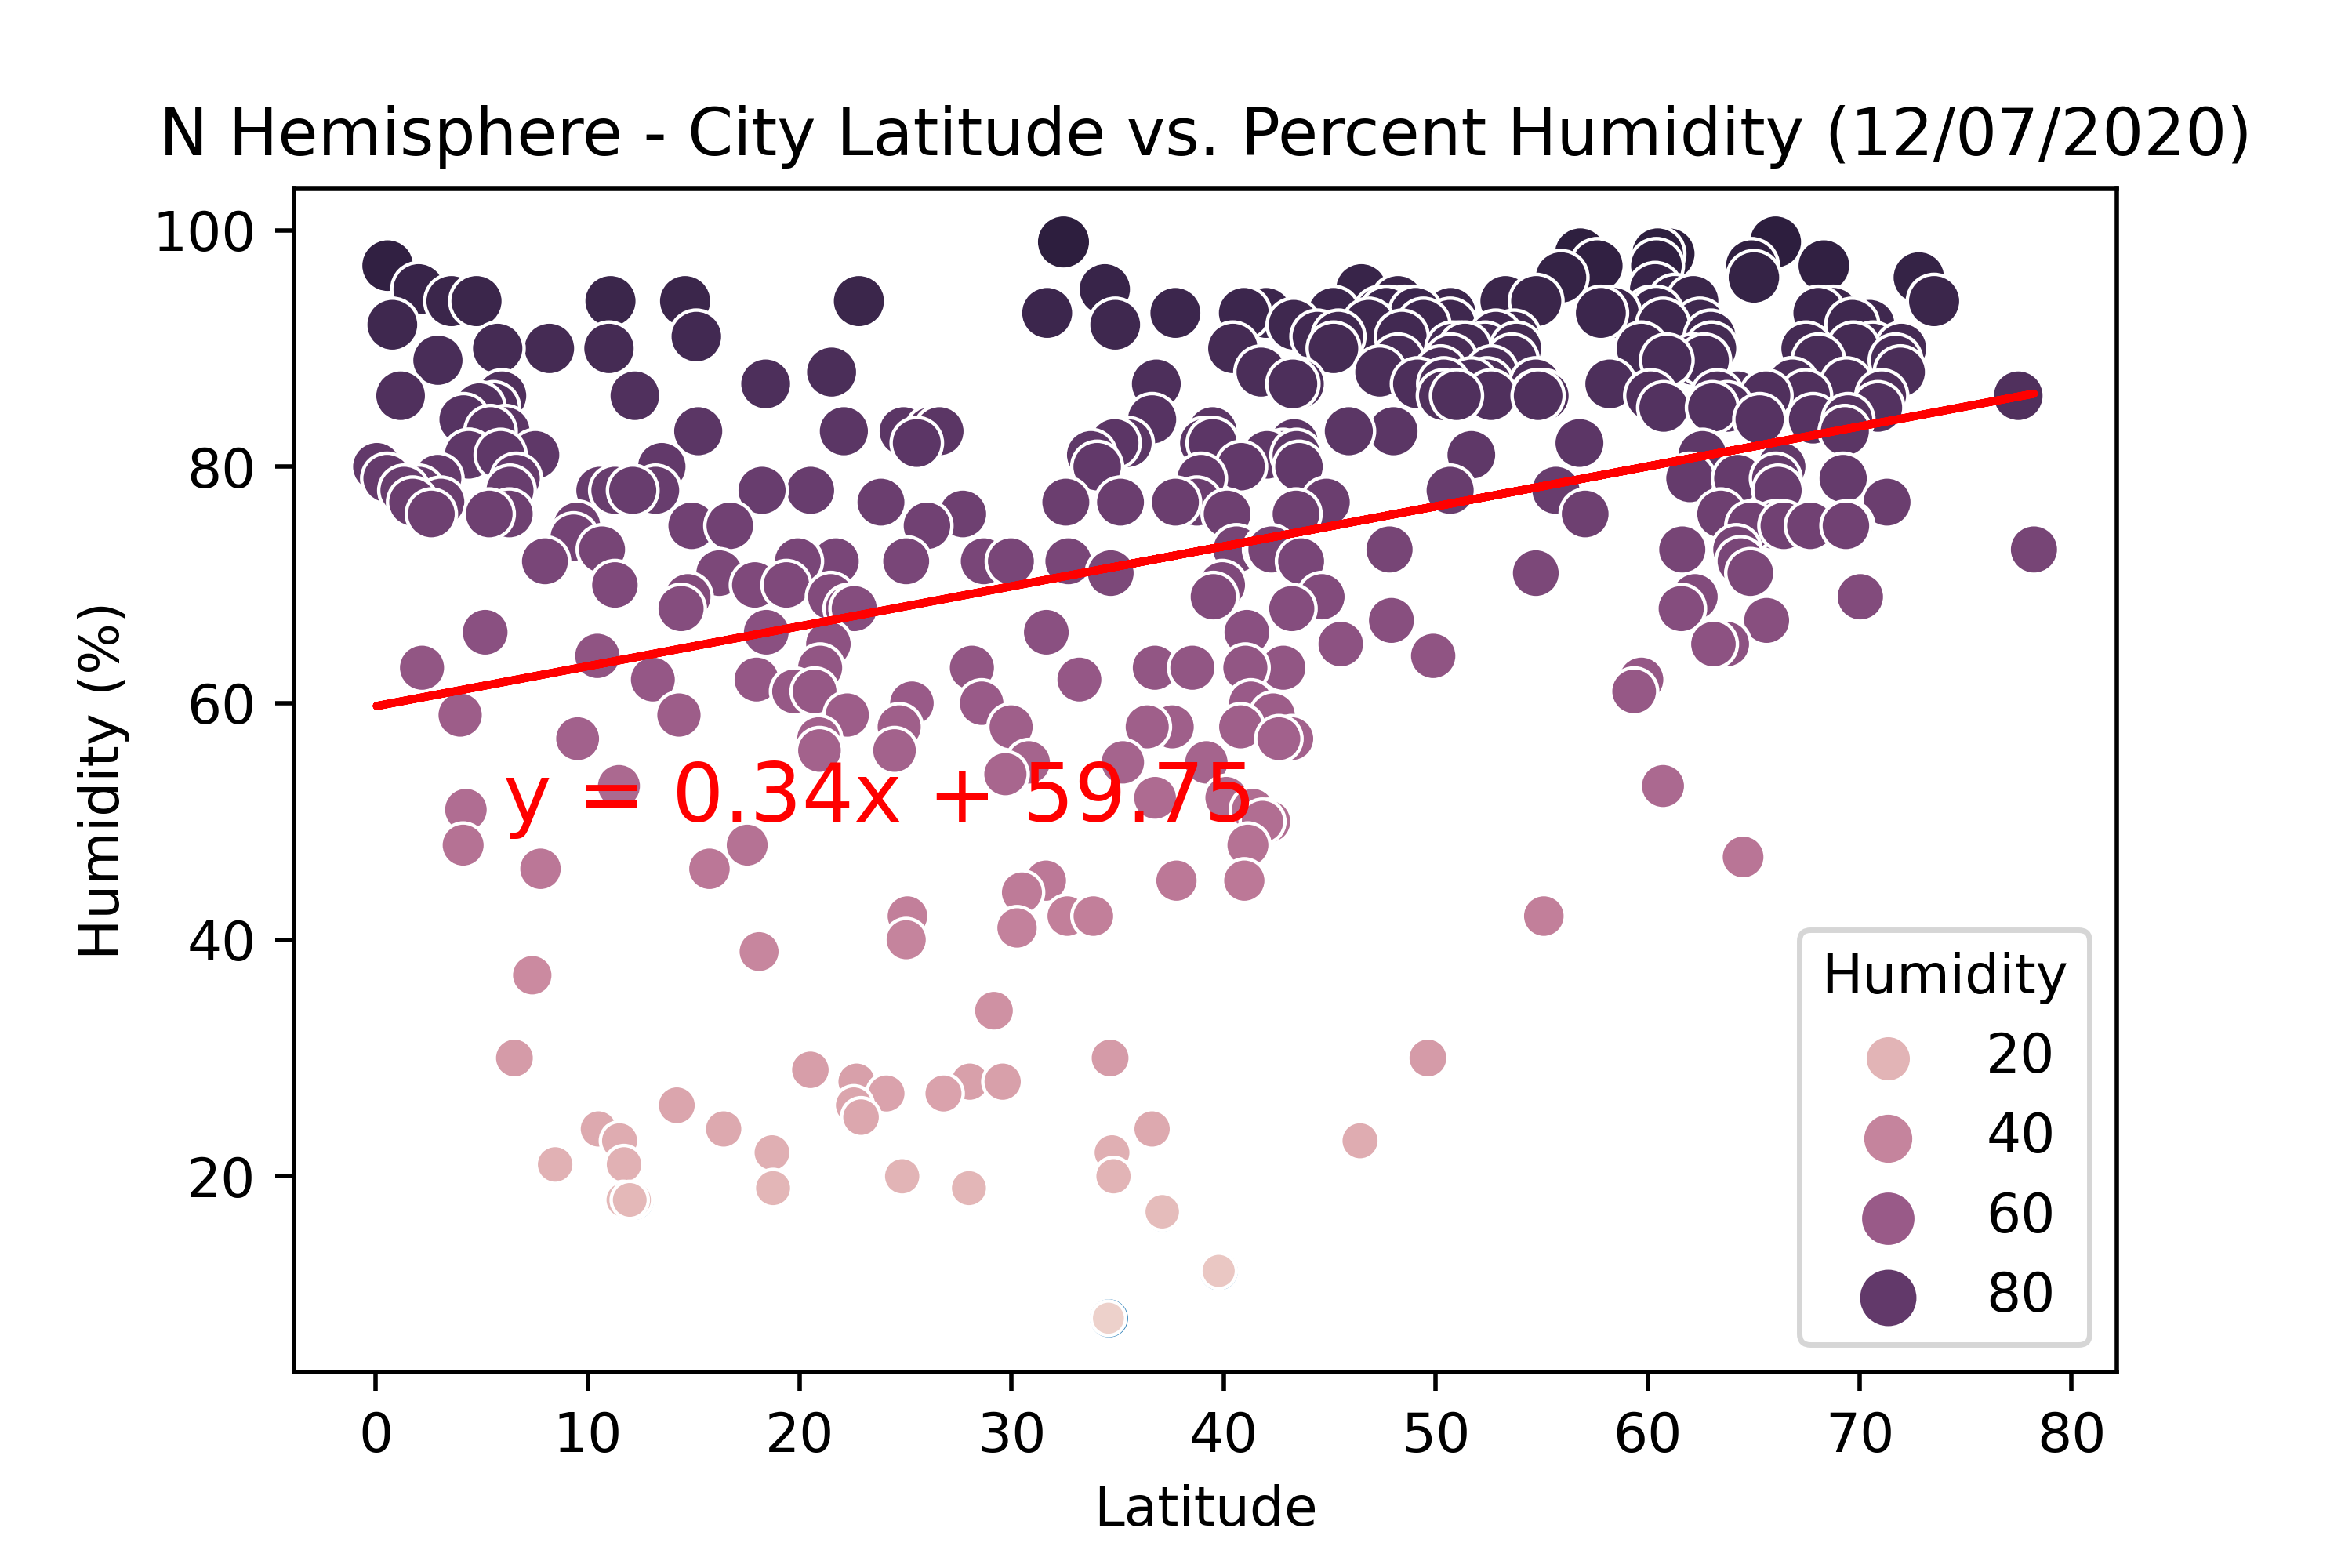 N Hemisphere - City Latitude vs. Percent Humidity (12/07/2020)
100
80
60
40
20
Humidity (%)
y = 0.34x + 59.75
Humidity
20
40
60
80
0 10 20 30 40 50 60 70 80
Latitude